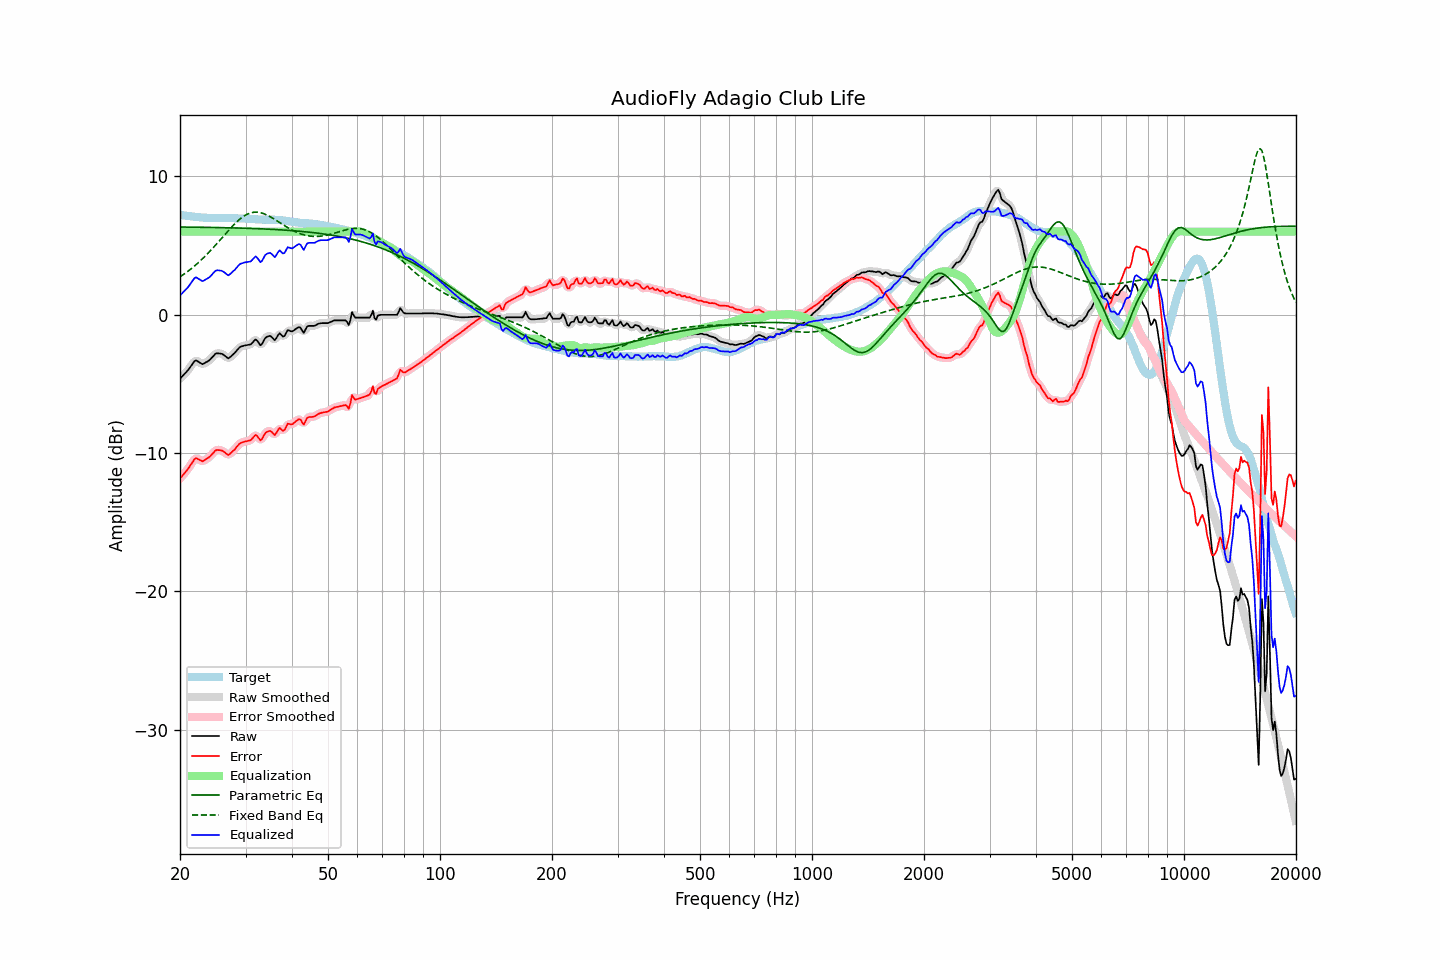 AudioFly Adagio Club Life
Amplitude (dBr)
10
0
−10
−20
−30
Target
Raw Smoothed
Error Smoothed
Raw
Error
Equalization
Parametric Eq
Fixed Band Eq
Equalized
20 50 100 200 500 1000 2000 5000 10000 20000
Frequency (Hz)